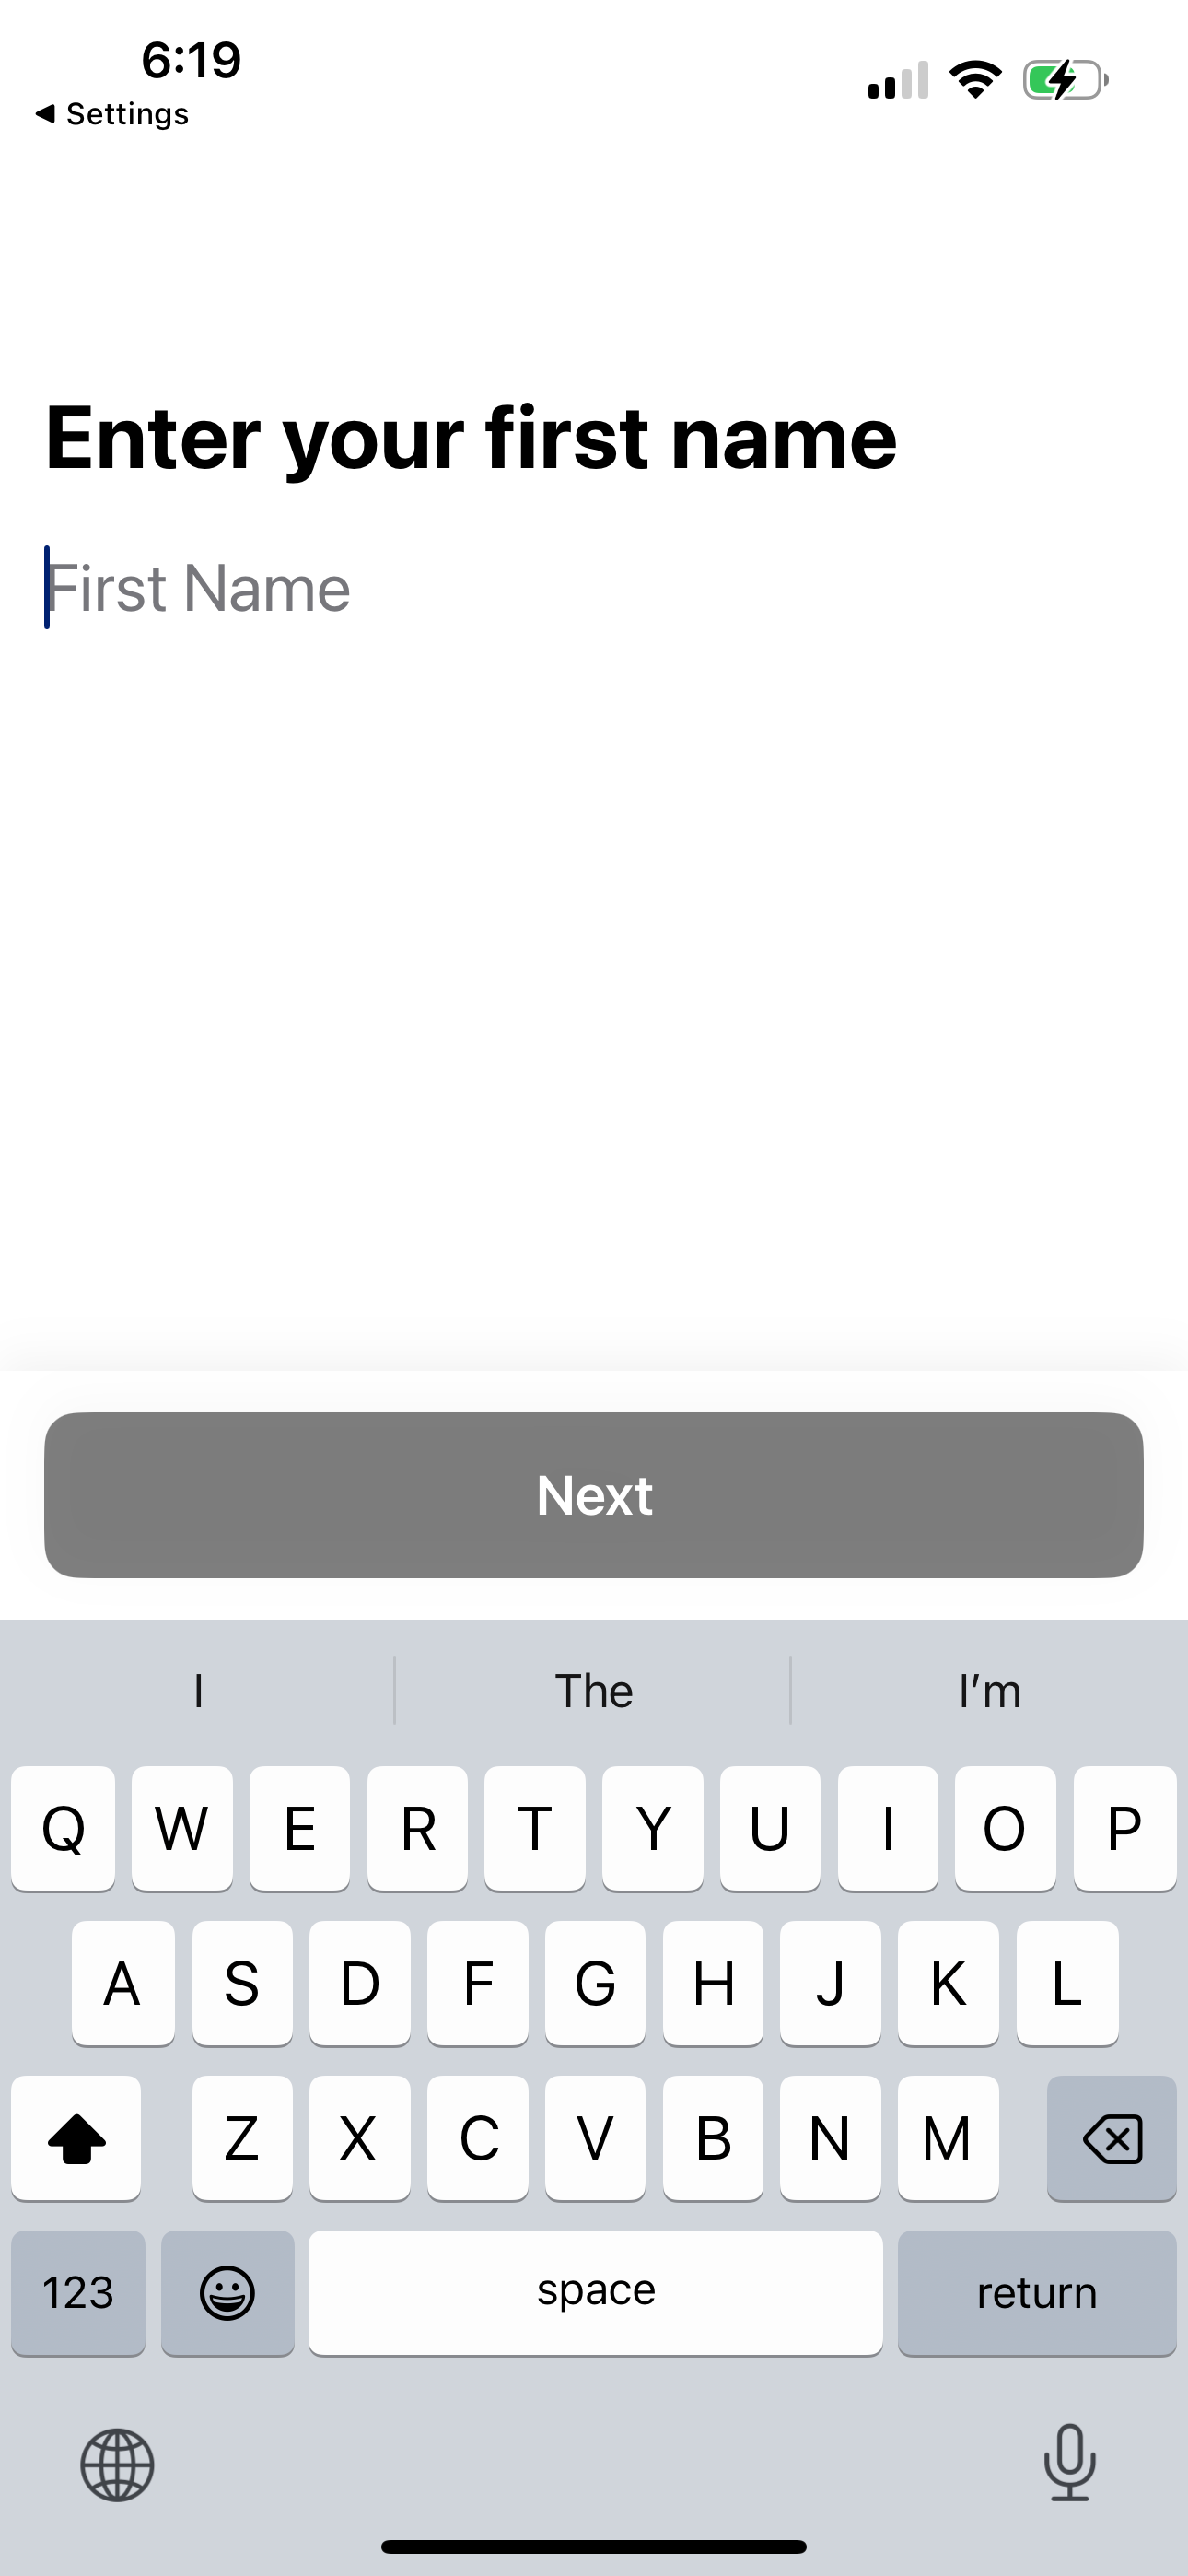 6:19
◀ Settings
Enter your first name
First Name
Next
I The I’m
Q W E R T Y U I O P
A S D F G H J K L
Z X C V B N M
123 space return